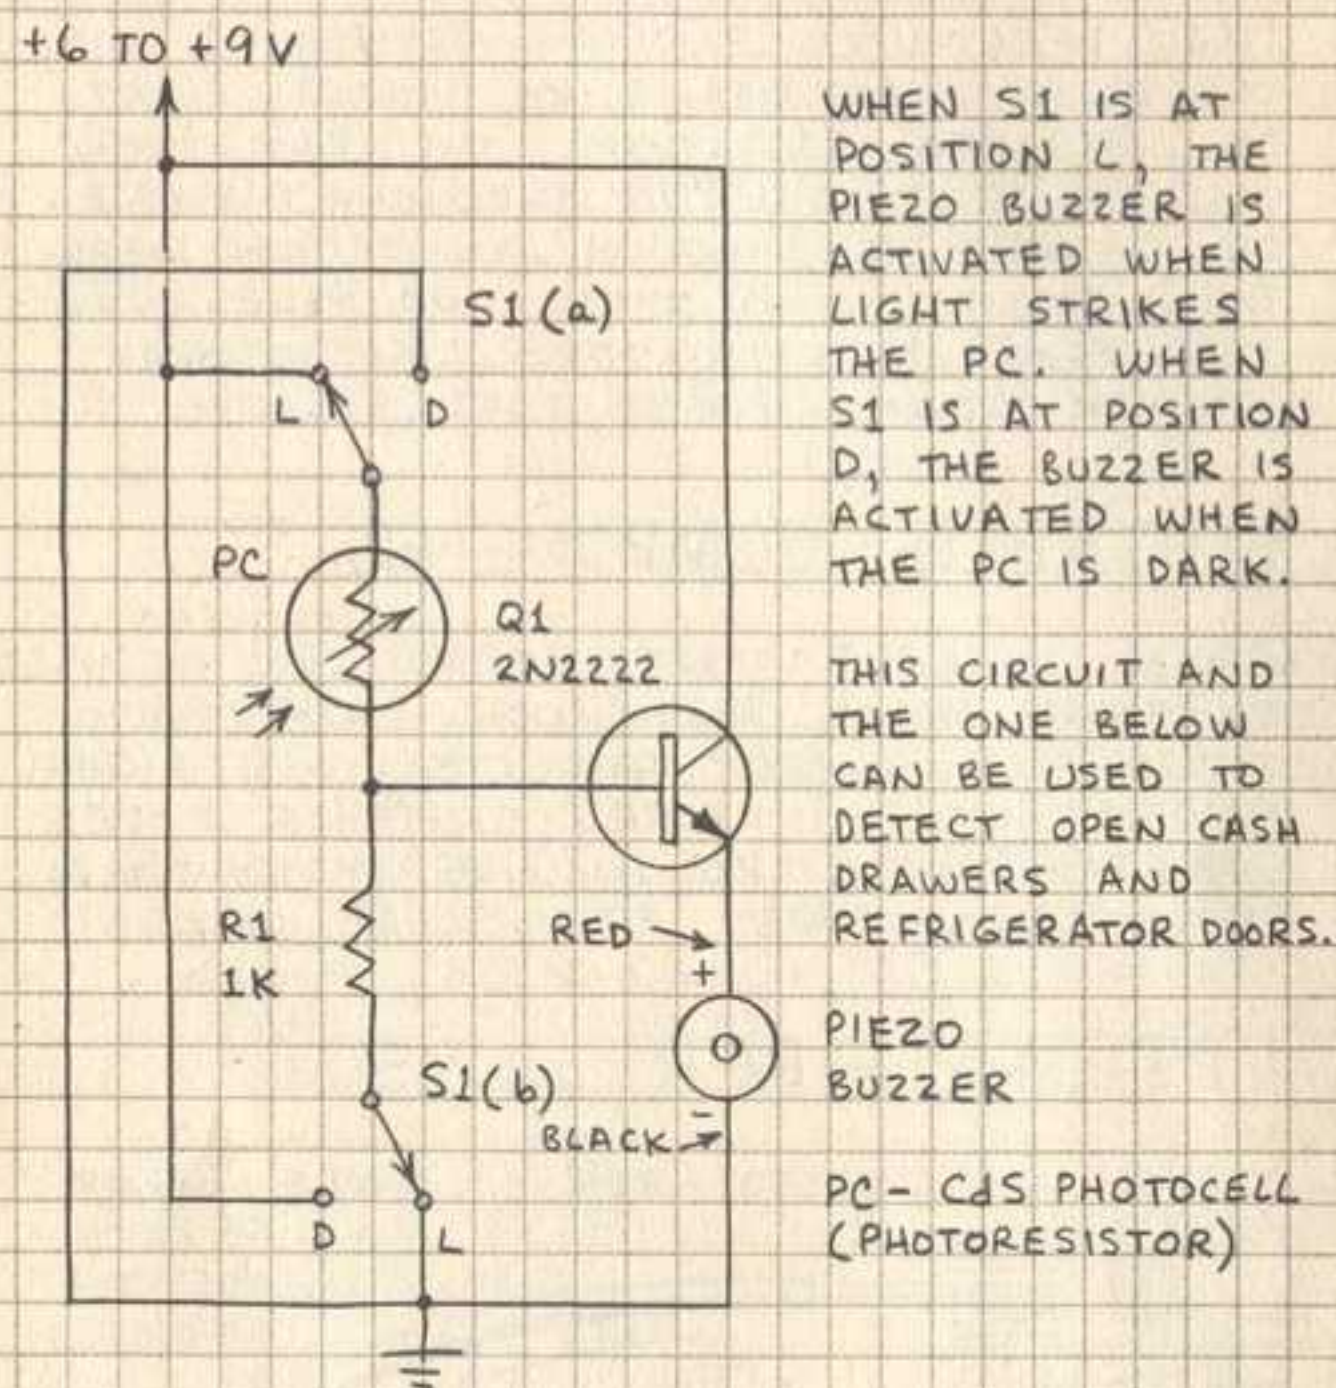 +6 TO +9V
WHEN S1 IS AT
POSITION L, THE
PIEZO BUZZER IS
ACTIVATED WHEN
LIGHT STRIKES
THE PC. WHEN
S1 IS AT POSITION
D, THE BUZZER IS
ACTIVATED WHEN
THE PC IS DARK.
THIS CIRCUIT AND
THE ONE BELOW
CAN BE USED TO
DETECT OPEN CASH
DRAWERS AND
REFRIGERATOR DOORS.
S1(a)
L
D
PC
Q1
2N2222
R1
1K
RED
+
PIEZO
BUZZER
S1(b)
-
BLACK
D
L
PC - CdS PHOTOCELL
(PHOTORESISTOR)